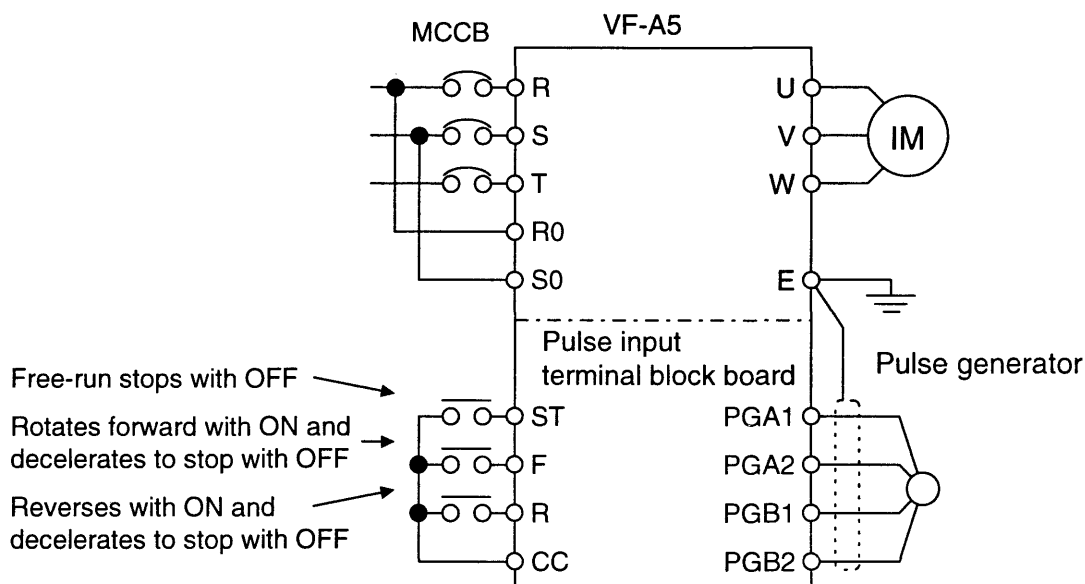 MCCB
VF-A5
R
S
T
R0
S0
U
V
W
IM
E
Pulse input
terminal block board
Pulse generator
Free-run stops with OFF
Rotates forward with ON and
decelerates to stop with OFF
Reverses with ON and
decelerates to stop with OFF
ST
F
R
CC
PGA1
PGA2
PGB1
PGB2